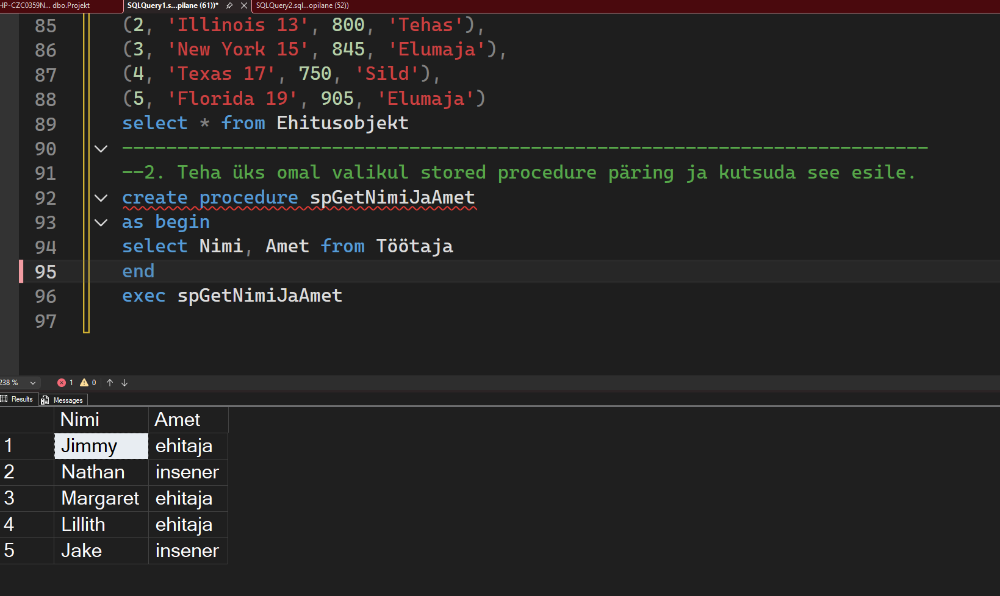 HP-CZC0359N... dbo.Projekt
SQLQuery1.s...pilane (61))*
SQLQuery2.sql...opilane (52))
85 (2, 'Illinois 13', 800, 'Tehas'),
86 (3, 'New York 15', 845, 'Elumaja'),
87 (4, 'Texas 17', 750, 'Sild'),
88 (5, 'Florida 19', 905, 'Elumaja')
89 select * from Ehitusobjekt
90 -------------------------------------------------------------------------
91 --2. Teha üks omal valikul stored procedure päring ja kutsuda see esile.
92 create procedure spGetNimiJaAmet
93 as begin
94 select Nimi, Amet from Töötaja
95 end
96 exec spGetNimiJaAmet
97
238 % 1 0
Results Messages
Nimi Amet
1 Jimmy ehitaja
2 Nathan insener
3 Margaret ehitaja
4 Lillith ehitaja
5 Jake insener